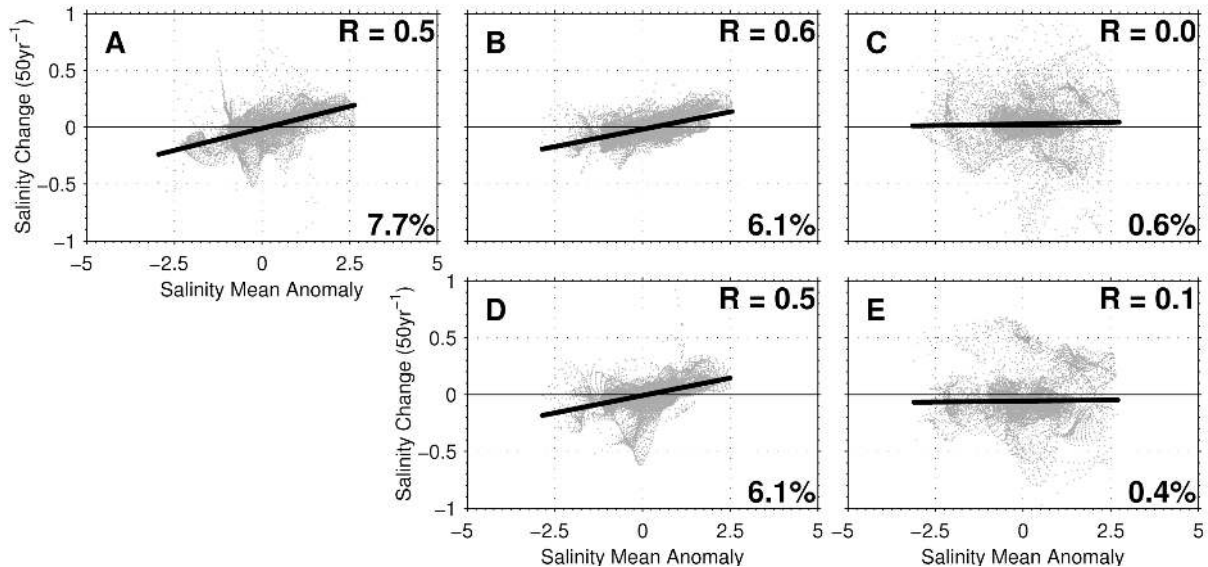 1
A
R = 0.5
0.5
0
−0.5
−1
7.7%
−5
−2.5
0
2.5
5
Salinity Change (50yr⁻¹)
Salinity Mean Anomaly
B
R = 0.6
6.1%
C
R = 0.0
0.6%
1
D
R = 0.5
0.5
0
−0.5
−1
6.1%
−5
−2.5
0
2.5
5
Salinity Change (50yr⁻¹)
Salinity Mean Anomaly
E
R = 0.1
0.4%
−2.5
0
2.5
5
Salinity Mean Anomaly